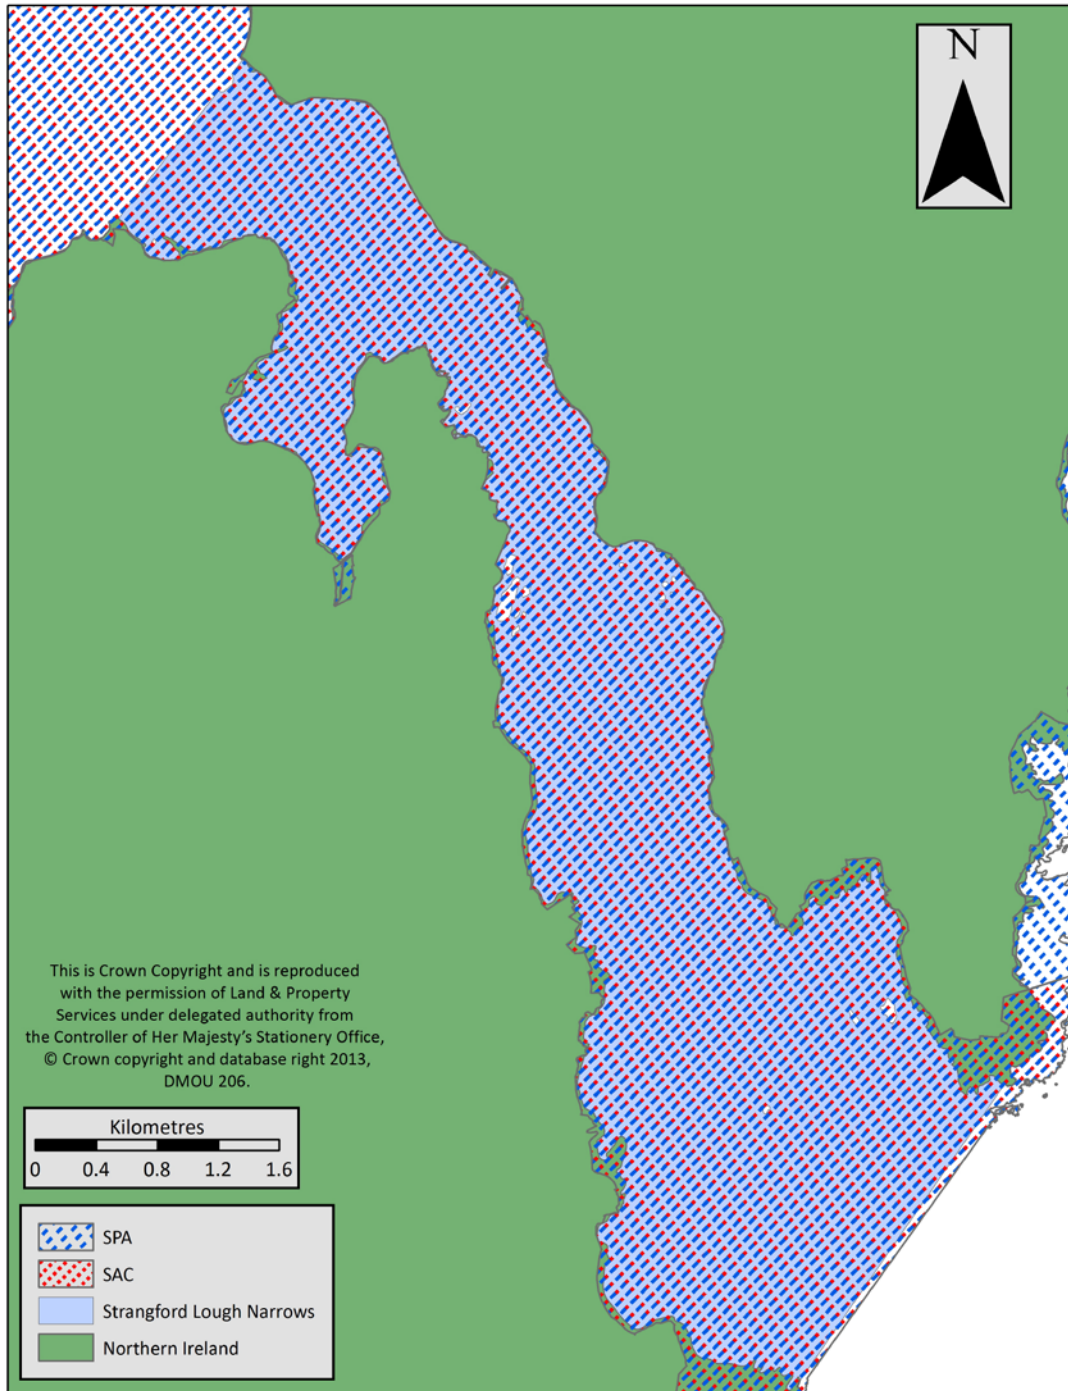 N
This is Crown Copyright and is reproduced
with the permission of Land & Property
Services under delegated authority from
the Controller of Her Majesty’s Stationery Office,
© Crown copyright and database right 2013,
DMOU 206.
Kilometres
0 0.4 0.8 1.2 1.6
SPA
SAC
Strangford Lough Narrows
Northern Ireland